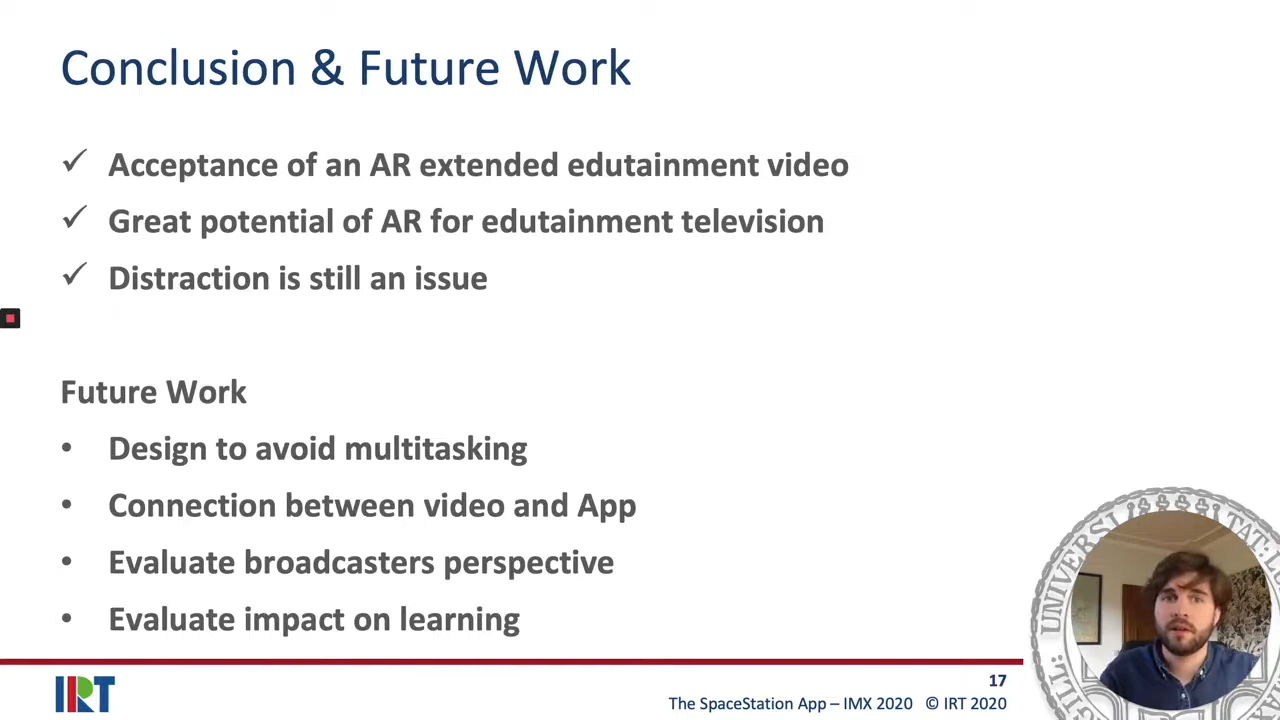 Conclusion & Future Work
✓ Acceptance of an AR extended edutainment video
✓ Great potential of AR for edutainment television
✓ Distraction is still an issue
Future Work
• Design to avoid multitasking
• Connection between video and App
• Evaluate broadcasters perspective
• Evaluate impact on learning
IRT
17
The SpaceStation App – IMX 2020 © IRT 2020